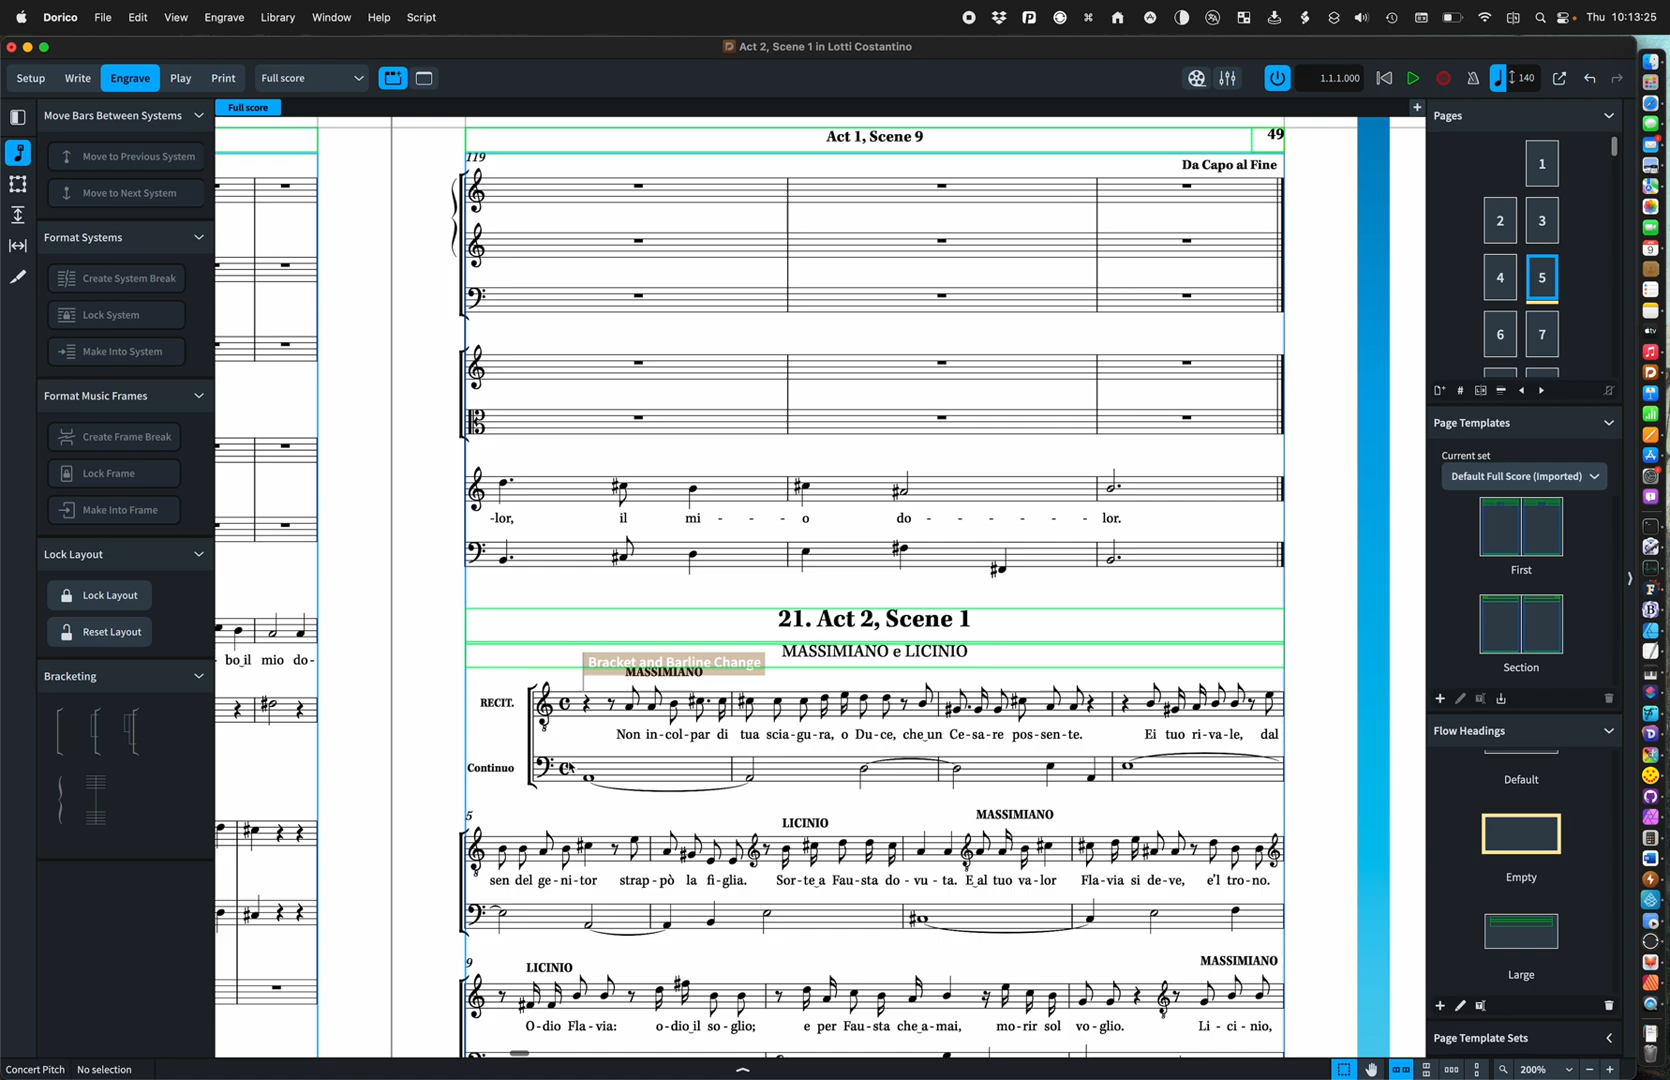 Dorico File Edit View Engrave Library Window Help Script
Thu 10:13:25
Act 2, Scene 1 in Lotti Costantino
Setup Write Engrave Play Print Full score
1.1.1.000
140
Full score
Move Bars Between Systems
Move to Previous System
Move to Next System
Format Systems
Create System Break
Lock System
Make Into System
Format Music Frames
Create Frame Break
Lock Frame
Make Into Frame
Lock Layout
Lock Layout
Reset Layout
Bracketing
bo‿il mio do-
Act 1, Scene 9
49
119
Da Capo al Fine
-lor, il mi - - - o do - - - - - lor.
21. Act 2, Scene 1
MASSIMIANO e LICINIO
Bracket and Barline Change
MASSIMIANO
RECIT.
Non in-col-par di tua scia-gu-ra, o Du-ce, che‿un Ce-sa-re pos-sen-te. Ei tuo ri-va-le, dal
Continuo
5
LICINIO
MASSIMIANO
sen del ge-ni-tor strap-pò la fi-glia. Sor-te‿a Fau-sta do-vu-ta. E‿al tuo va-lor Fla-via si de-ve, e'l tro-no.
9
LICINIO
MASSIMIANO
O-dio Fla-via: o-dio‿il so-glio; e per Fau-sta che‿a-mai, mo-rir sol vo-glio. Li-ci-nio,
Pages
1
2 3
4 5
6 7
Page Templates
Current set
Default Full Score (Imported)
First
Section
Flow Headings
Default
Empty
Large
Page Template Sets
Concert Pitch No selection
200%